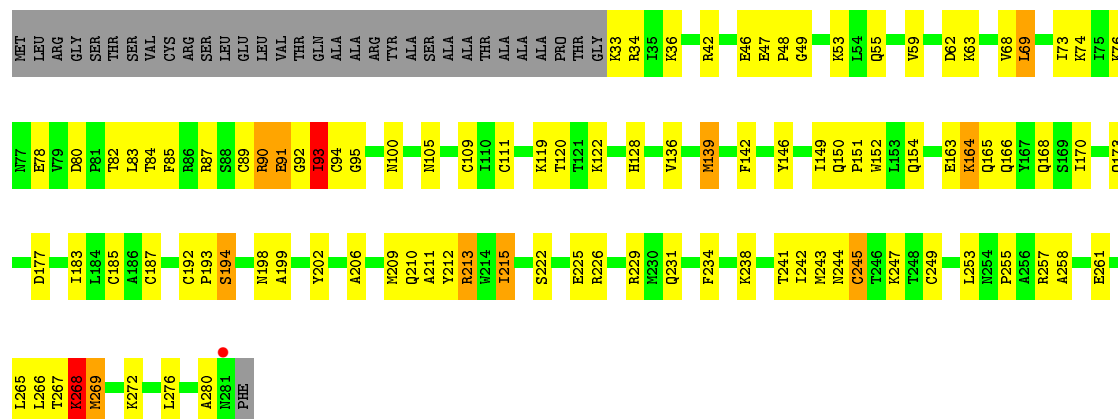 MET LEU ARG GLY SER THR SER VAL CYS ARG SER LEU GLU LEU VAL THR GLN ALA ALA ARG TYR ALA SER ALA ALA THR ALA ALA ALA PRO THR GLY K33 R34 I35 K36 R42 E46 E47 P48 G49 K53 L54 Q55 V59 D62 K63 V68 L69 I73 K74 I75 K76
N77 E78 V79 D80 P81 T82 L83 T84 F85 R86 R87 S88 C89 R90 E91 G92 I93 C94 G95 N100 N105 C109 I110 C111 K119 T120 T121 K122 H128 V136 M139 F142 Y146 I149 Q150 P151 W152 L153 Q154 E163 K164 Q165 Q166 Y167 Q168 S169 I170 Q173
D177 I183 L184 C185 A186 C187 C192 P193 S194 N198 A199 Y202 A206 M209 Q210 A211 Y212 R213 W214 I215 S222 E225 R226 R229 M230 Q231 F234 K238 T241 I242 M243 N244 C245 T246 K247 T248 C249 L253 N254 P255 A256 R257 A258 E261
L265 L266 T267 K268 M269 K272 L276 A280 N281 PHE